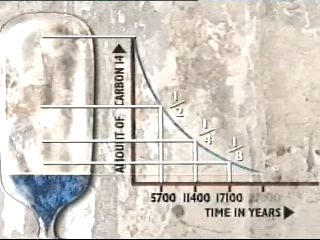 AMOUNT OF CARBON 14
1/2
1/4
1/8
5700 11400 17100
TIME IN YEARS